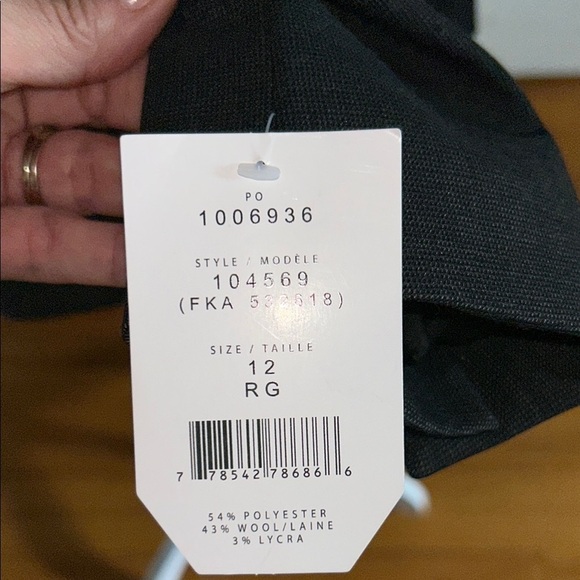 PO
1006936
STYLE / MODÈLE
104569
(FKA 532618)
SIZE / TAILLE
12
RG
7 78542 78686 6
54% POLYESTER
43% WOOL/LAINE
3% LYCRA